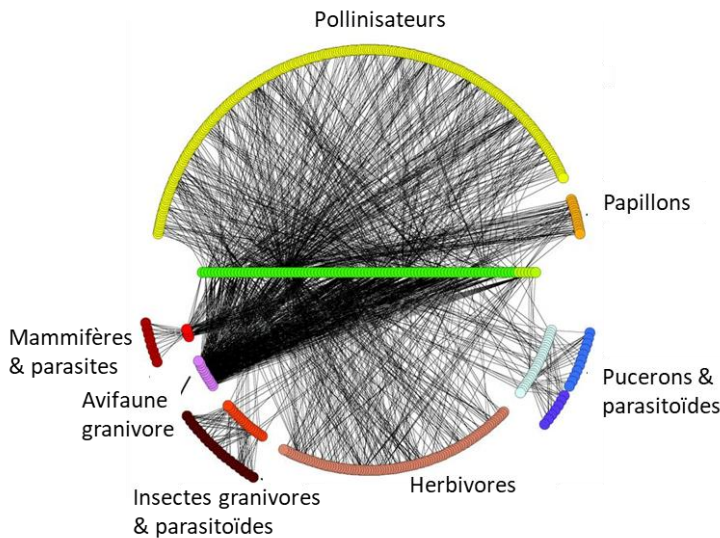 Pollinisateurs
Papillons
Mammifères
& parasites
Avifaune
granivore
Pucerons &
parasitoïdes
Insectes granivores
& parasitoïdes
Herbivores